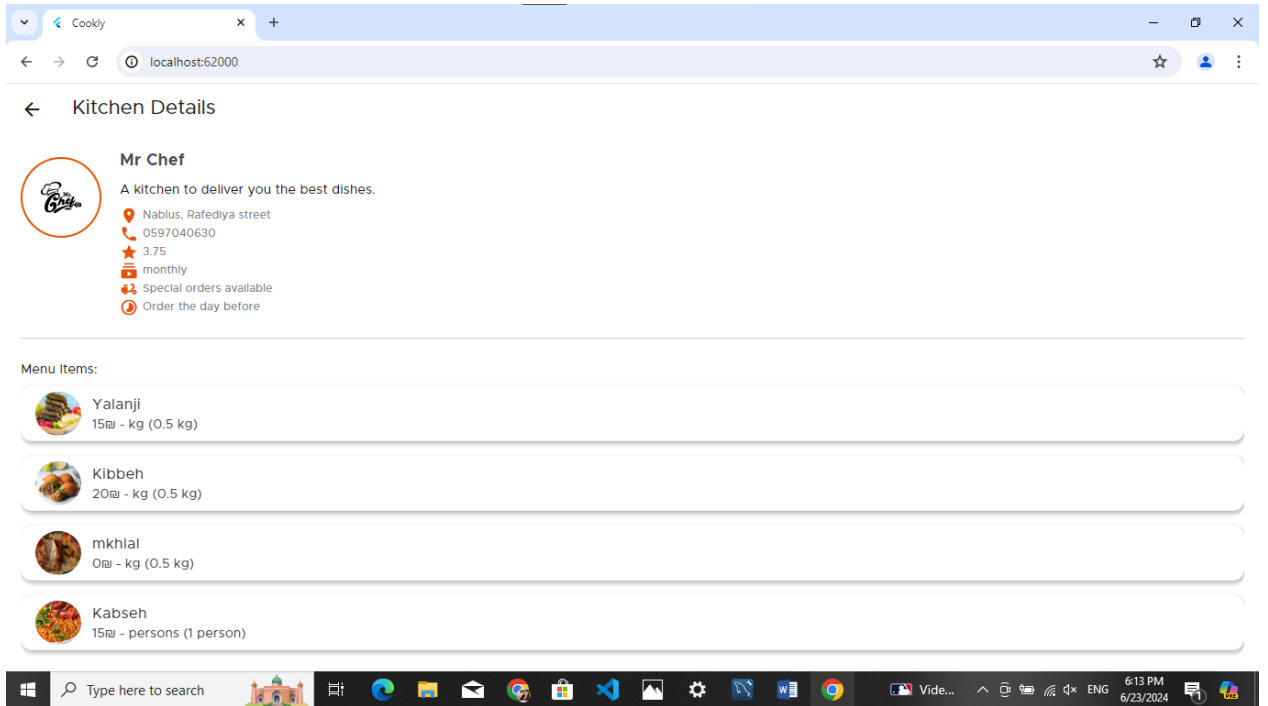 Cookly
localhost:62000
Kitchen Details
Mr Chef
A kitchen to deliver you the best dishes.
Nablus, Rafediya street
0597040630
3.75
monthly
Special orders available
Order the day before
Menu Items:
Yalanji
15₪ - kg (0.5 kg)
Kibbeh
20₪ - kg (0.5 kg)
mkhlal
0₪ - kg (0.5 kg)
Kabseh
15₪ - persons (1 person)
Type here to search
Vide...
ENG
6:13 PM
6/23/2024
1